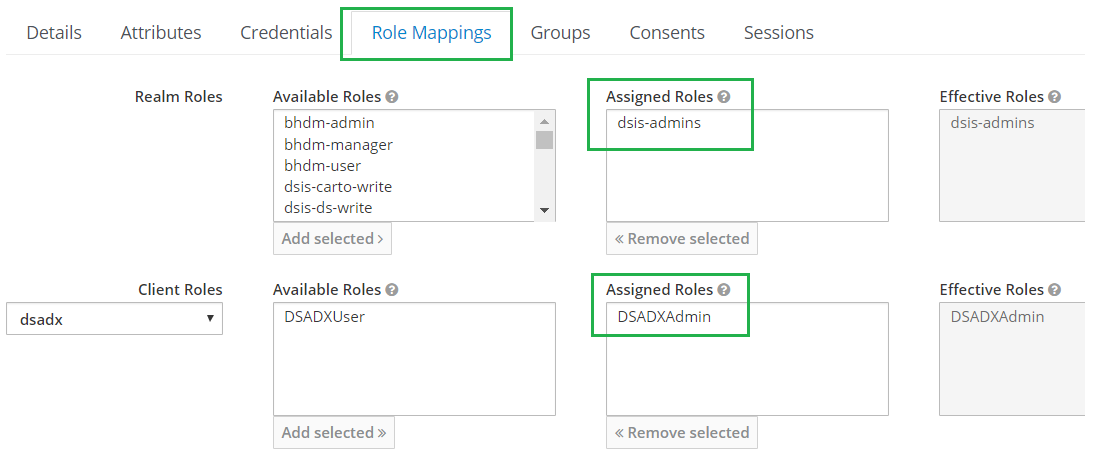 Details Attributes Credentials Role Mappings Groups Consents Sessions
Realm Roles Available Roles Assigned Roles Effective Roles
bhdm-admin dsis-admins dsis-admins
bhdm-manager
bhdm-user
dsis-carto-write
dsis-ds-write
Add selected > « Remove selected
Client Roles Available Roles Assigned Roles Effective Roles
dsadx DSADXUser DSADXAdmin DSADXAdmin
Add selected » « Remove selected